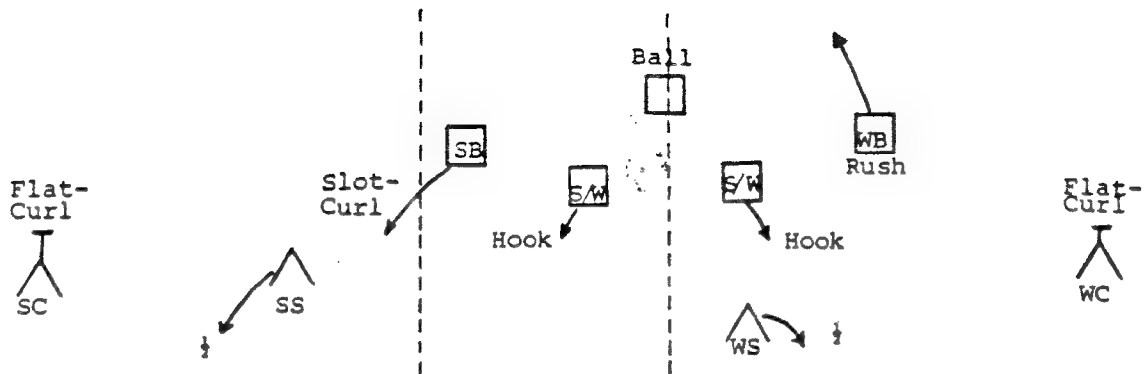 Ball
SB
WB
Rush
Flat-
Curl
Slot-
Curl
S/W
S/W
Flat-
Curl
Hook
Hook
SC
SS
WC
½
WS
½